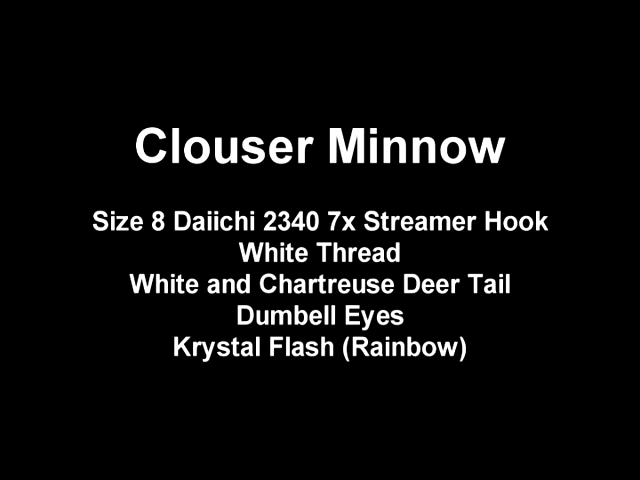 Clouser Minnow
Size 8 Daiichi 2340 7x Streamer Hook
White Thread
White and Chartreuse Deer Tail
Dumbell Eyes
Krystal Flash (Rainbow)